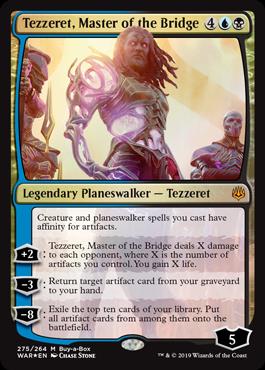 Tezzeret, Master of the Bridge 4
Legendary Planeswalker — Tezzeret
Creature and planeswalker spells you cast have
affinity for artifacts.
+2: Tezzeret, Master of the Bridge deals X damage
to each opponent, where X is the number
of artifacts you control. You gain X life.
−3: Return target artifact card from your graveyard
to your hand.
−8: Exile the top ten cards of your library. Put
all artifact cards from among them onto the
battlefield.
5
275/264 M Buy-a-Box
WAR★EN CHASE STONE
™ & © 2019 Wizards of the Coast